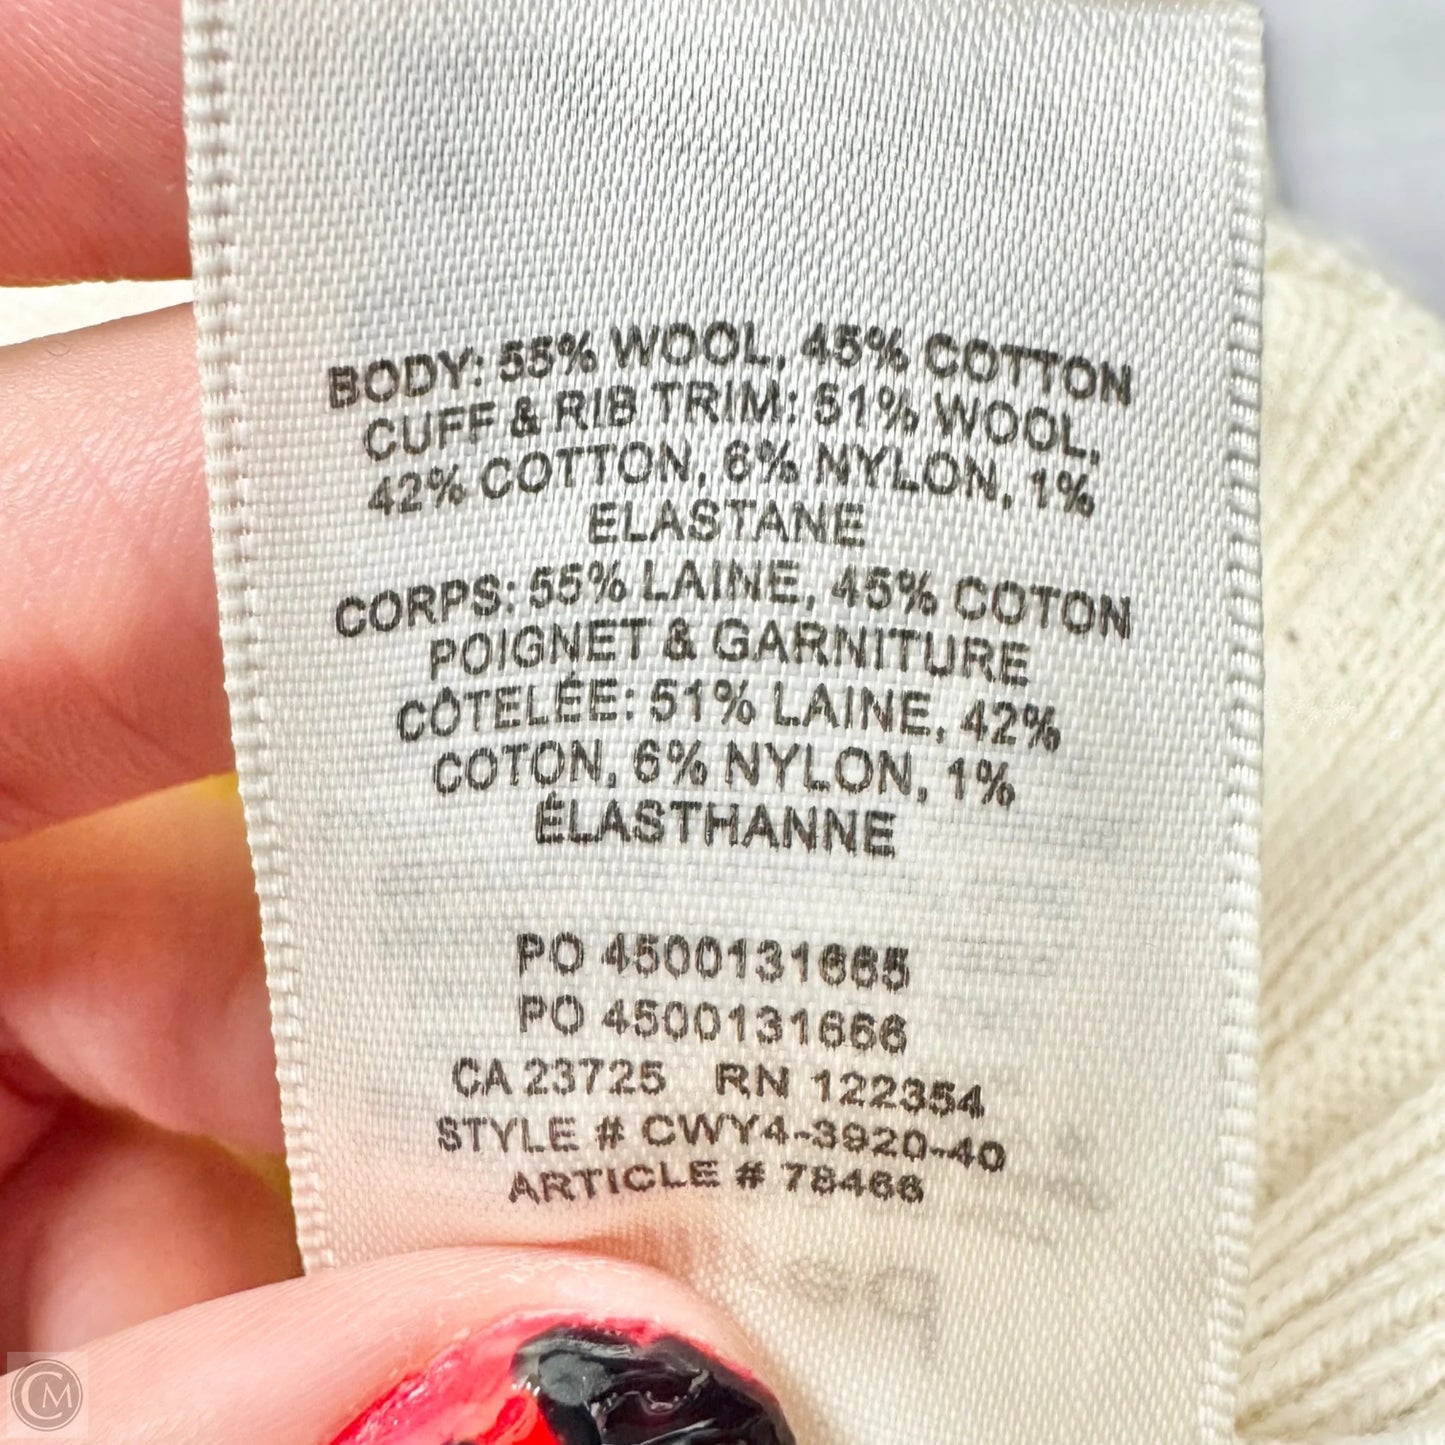 BODY: 55% WOOL, 45% COTTON
CUFF & RIB TRIM: 51% WOOL,
42% COTTON, 6% NYLON, 1%
ELASTANE
CORPS: 55% LAINE, 45% COTON
POIGNET & GARNITURE
CÔTELÉE: 51% LAINE, 42%
COTON, 6% NYLON, 1%
ÉLASTHANNE
PO 4500131665
PO 4500131666
CA 23725 RN 122354
STYLE # CWY4-3920-40
ARTICLE # 78466
CM